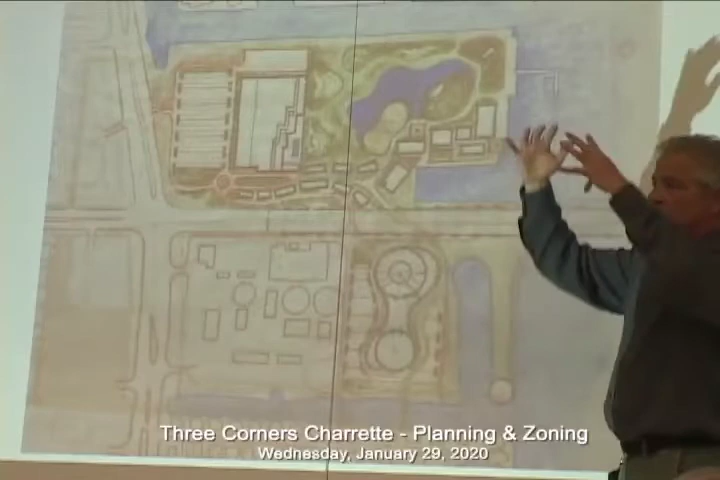 Three Corners Charrette - Planning & Zoning
Wednesday, January 29, 2020